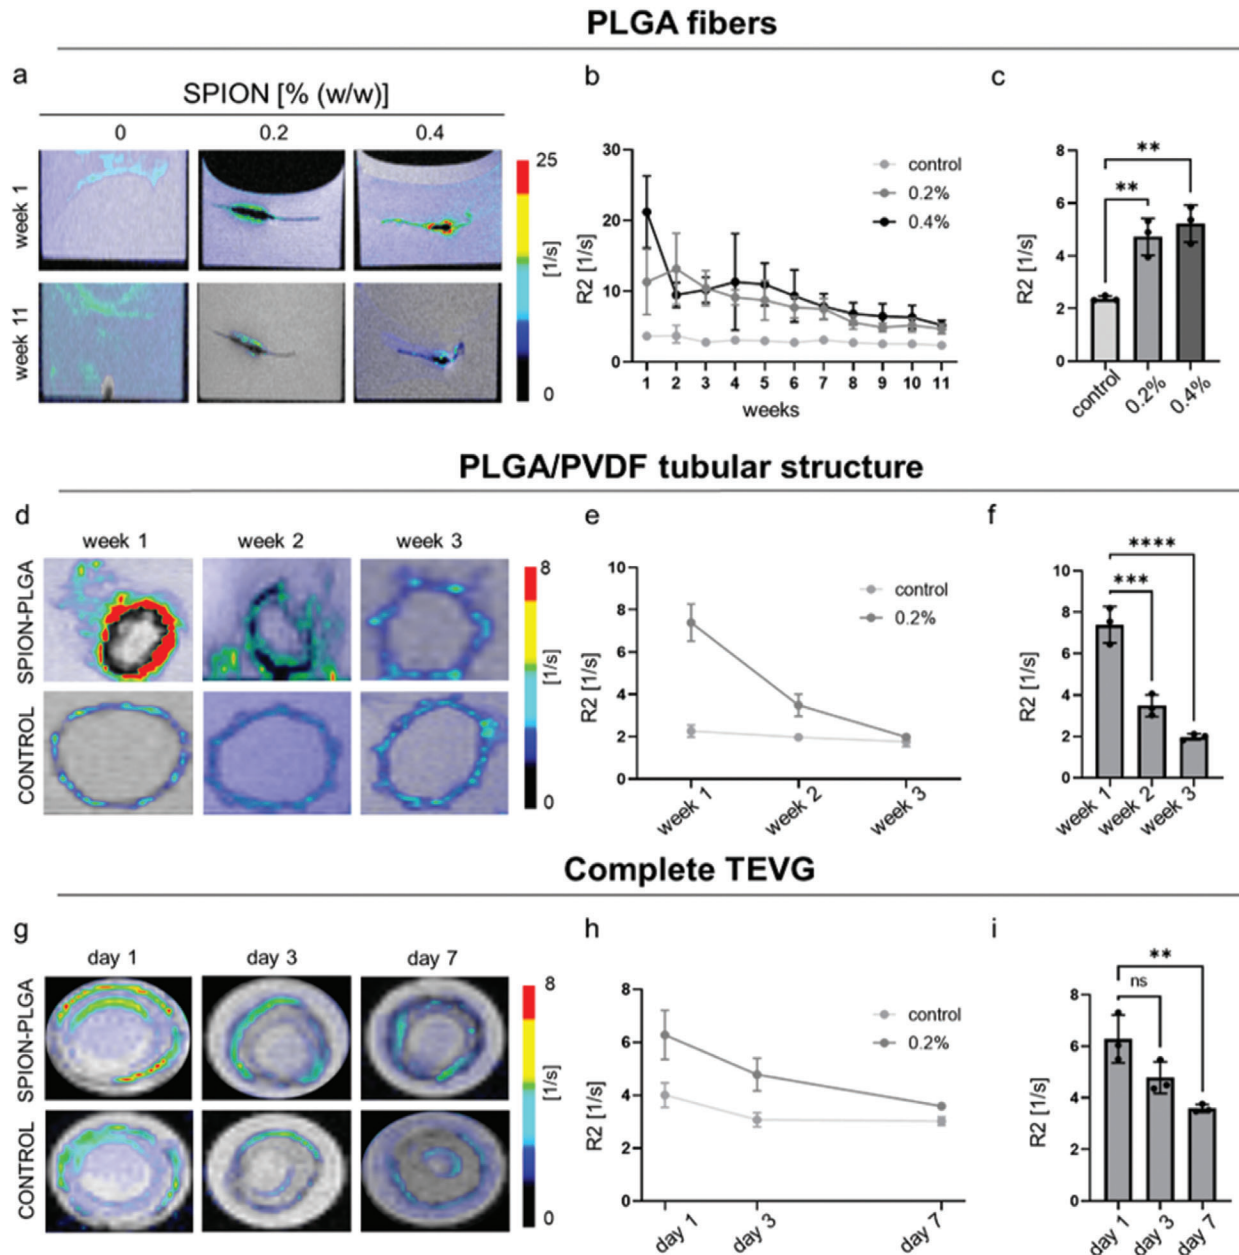 PLGA fibers
a
SPION [% (w/w)]
0 0.2 0.4
week 1
week 11
25
[1/s]
0
b
30
20
10
0
R2 [1/s]
control
0.2%
0.4%
1 2 3 4 5 6 7 8 9 10 11
weeks
c
8
6
4
2
0
R2 [1/s]
**
**
control 0.2% 0.4%
PLGA/PVDF tubular structure
d
week 1 week 2 week 3
SPION-PLGA
CONTROL
8
[1/s]
0
e
10
8
6
4
2
0
R2 [1/s]
control
0.2%
week 1 week 2 week 3
f
10
8
6
4
2
0
R2 [1/s]
****
***
week 1 week 2 week 3
Complete TEVG
g
day 1 day 3 day 7
SPION-PLGA
CONTROL
8
[1/s]
0
h
8
6
4
2
0
R2 [1/s]
control
0.2%
day 1 day 3 day 7
i
8
6
4
2
0
R2 [1/s]
**
ns
day 1 day 3 day 7